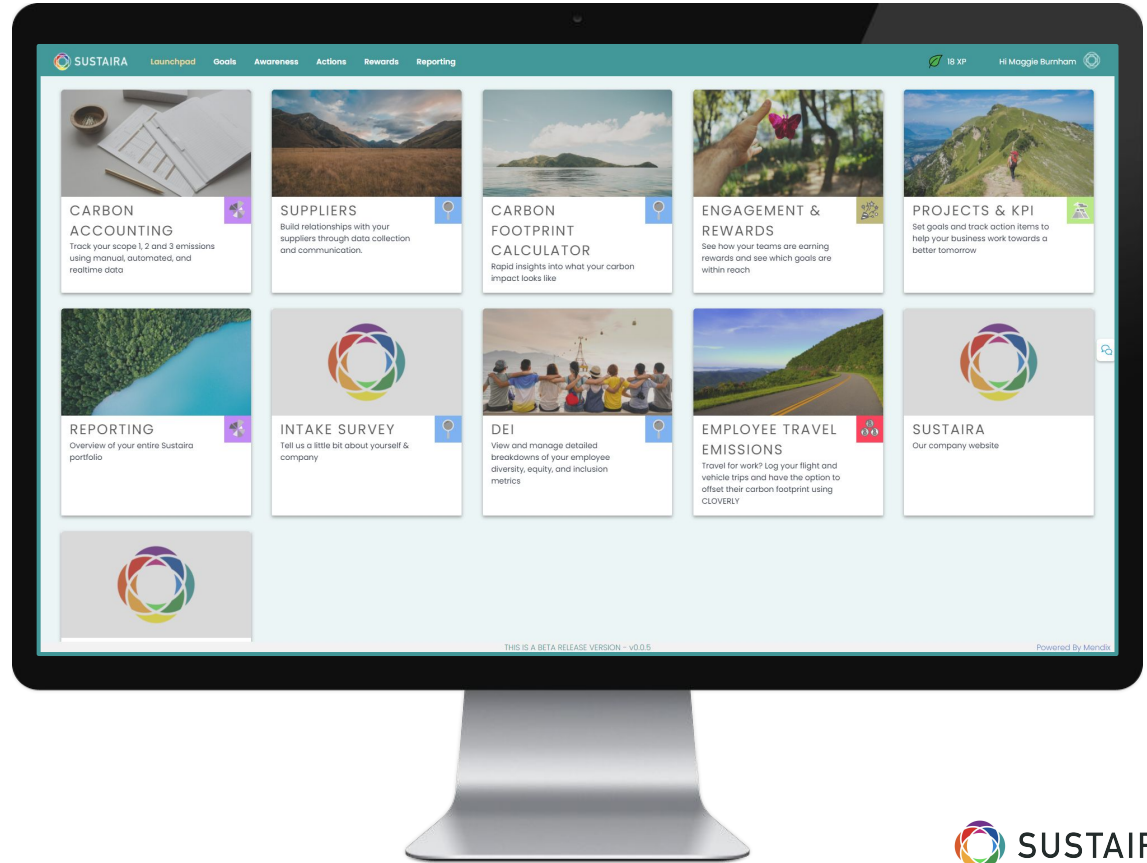 SUSTAIRA Launchpad Goals Awareness Actions Rewards Reporting 18 XP Hi Maggie Burnham
CARBON
ACCOUNTING
Track your scope 1, 2 and 3 emissions
using manual, automated, and
realtime data
SUPPLIERS
Build relationships with your
suppliers through data collection
and communication.
CARBON
FOOTPRINT
CALCULATOR
Rapid insights into what your carbon
impact looks like
ENGAGEMENT &
REWARDS
See how your teams are earning
rewards and see which goals are
within reach
PROJECTS & KPI
Set goals and track action items to
help your business work towards a
better tomorrow
REPORTING
Overview of your entire Sustaira
portfolio
INTAKE SURVEY
Tell us a little bit about yourself &
company
DEI
View and manage detailed
breakdowns of your employee
diversity, equity, and inclusion
metrics
EMPLOYEE TRAVEL
EMISSIONS
Travel for work? Log your flight and
vehicle trips and have the option to
offset their carbon footprint using
CLOVERLY
SUSTAIRA
Our company website
THIS IS A BETA RELEASE VERSION - v0.0.5
Powered By Mendix
SUSTAIR